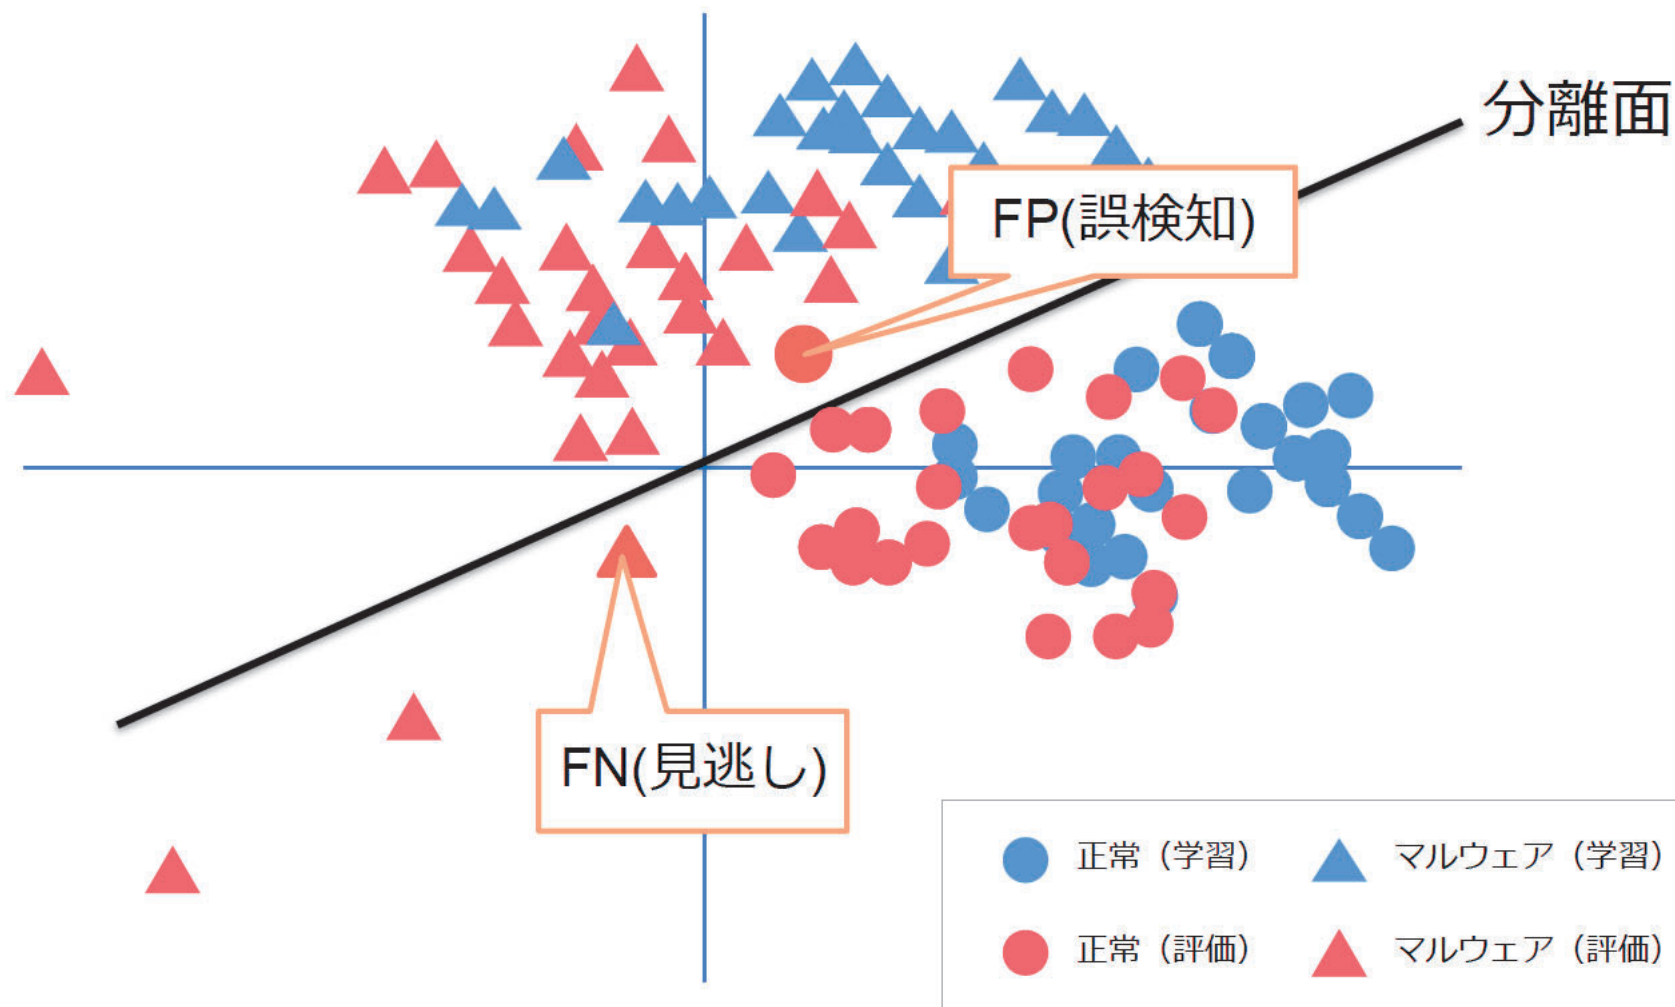 分離面
FP(誤検知)
FN(見逃し)
正常（学習）
マルウェア（学習）
正常（評価）
マルウェア（評価）